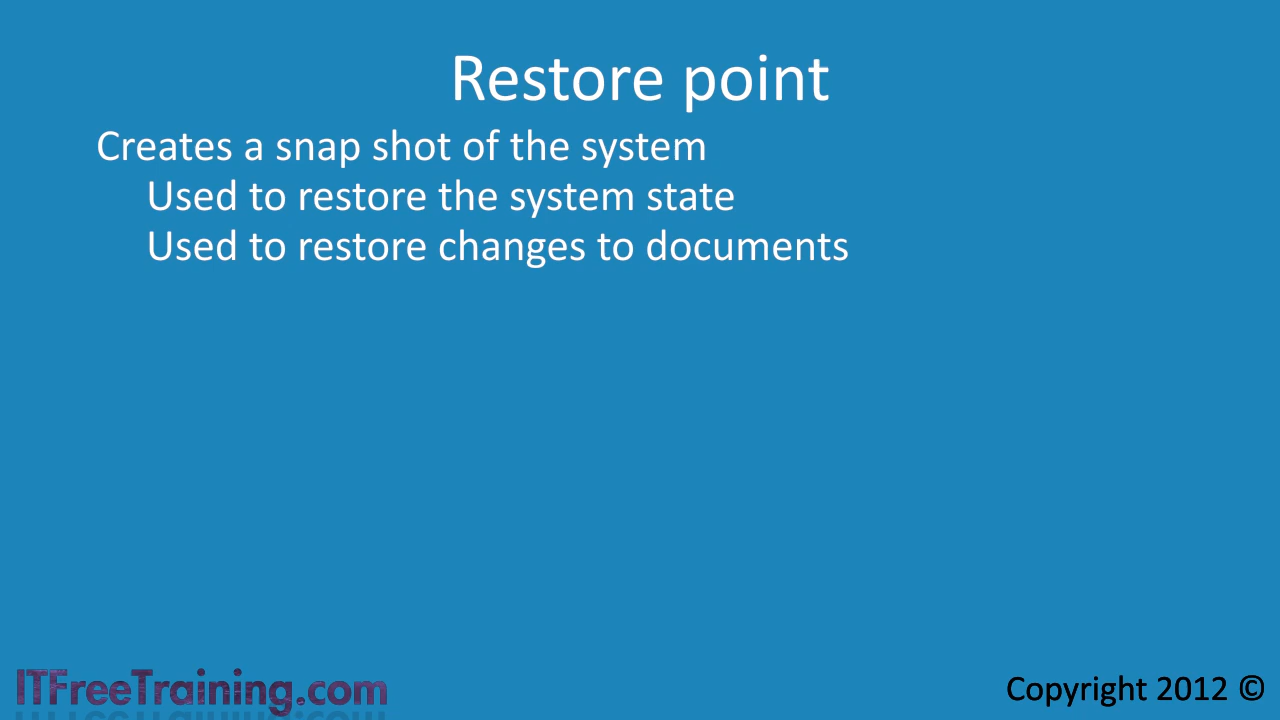 Restore point
Creates a snap shot of the system
Used to restore the system state
Used to restore changes to documents
ITFreeTraining.com
Copyright 2012 ©